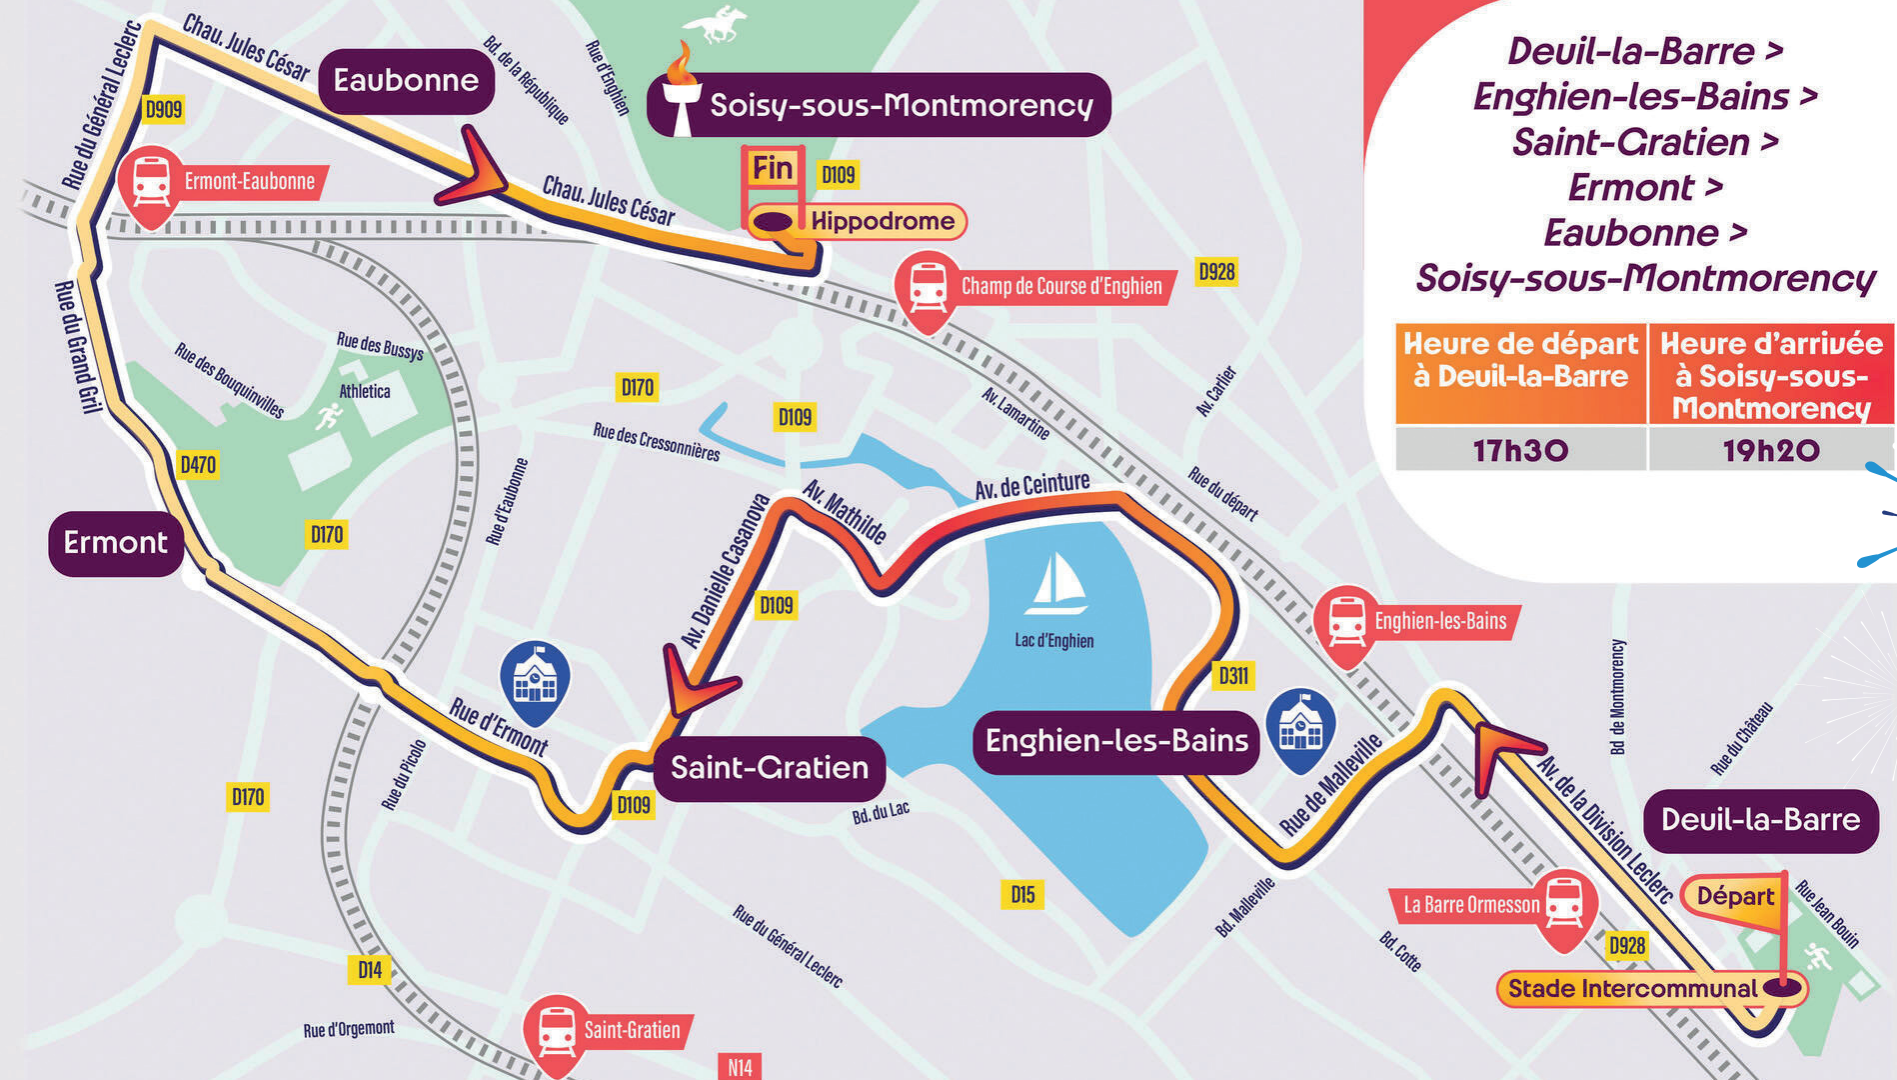 Deuil-la-Barre >
Enghien-les-Bains >
Saint-Gratien >
Ermont >
Eaubonne >
Soisy-sous-Montmorency
Heure de départ
à Deuil-la-Barre
Heure d'arrivée
à Soisy-sous-
Montmorency
17h30
19h20
Chau. Jules César
Rue du Général Leclerc
D909
Eaubonne
Bd. de la République
Rue d'Enghien
Soisy-sous-Montmorency
Fin
D109
Hippodrome
Ermont-Eaubonne
Chau. Jules César
Champ de Course d'Enghien
D928
Rue du Grand Gril
Rue des Bouquinvilles
Rue des Bussys
Athletica
D170
D109
Rue des Cressonnières
Av. Lamartine
Av. Carlier
D470
D170
Rue d'Eaubonne
Av. Danielle Casanova
Av. Mathilde
Av. de Ceinture
Rue du départ
Ermont
D109
Lac d'Enghien
Enghien-les-Bains
D311
Rue d'Ermont
Saint-Gratien
Enghien-les-Bains
Bd de Montmorency
Rue du Château
Rue du Picolo
D170
D109
Bd. du Lac
Rue de Malleville
Av. de la Division Leclerc
Deuil-la-Barre
D15
Bd. Malleville
La Barre Ormesson
Départ
Rue Jean Bouin
Rue du Général Leclerc
Bd. Cotte
D928
Stade Intercommunal
D14
Rue d'Orgemont
Saint-Gratien
N14